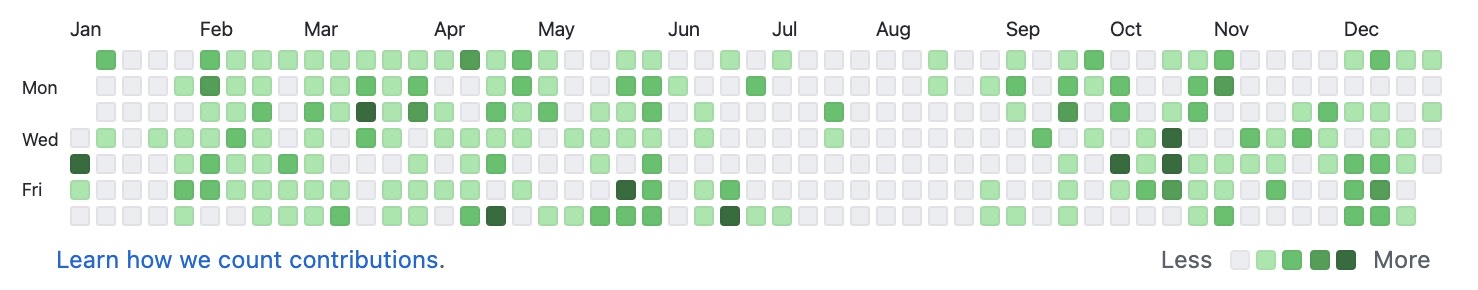 Jan Feb Mar Apr May Jun Jul Aug Sep Oct Nov Dec
Mon
Wed
Fri
Learn how we count contributions. Less More